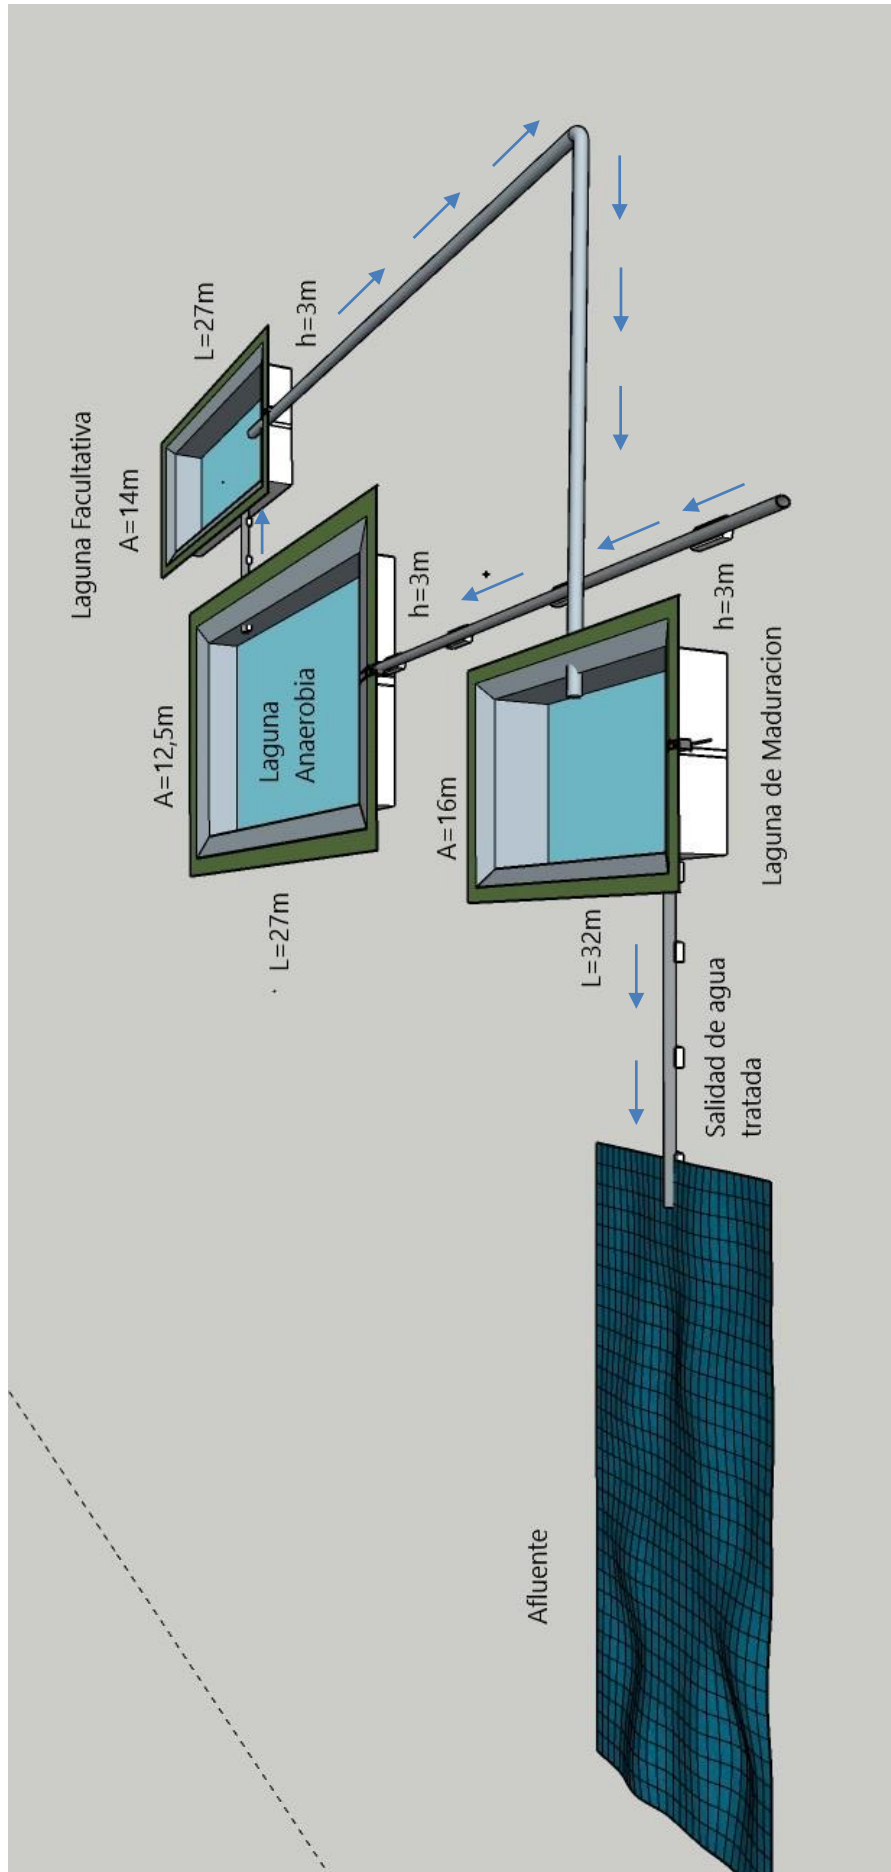 Laguna Facultativa
A=14m
L=27m
h=3m
A=12,5m
Laguna
Anaerobia
L=27m
h=3m
A=16m
L=32m
h=3m
Laguna de Maduracion
Salidad de agua
tratada
Afluente